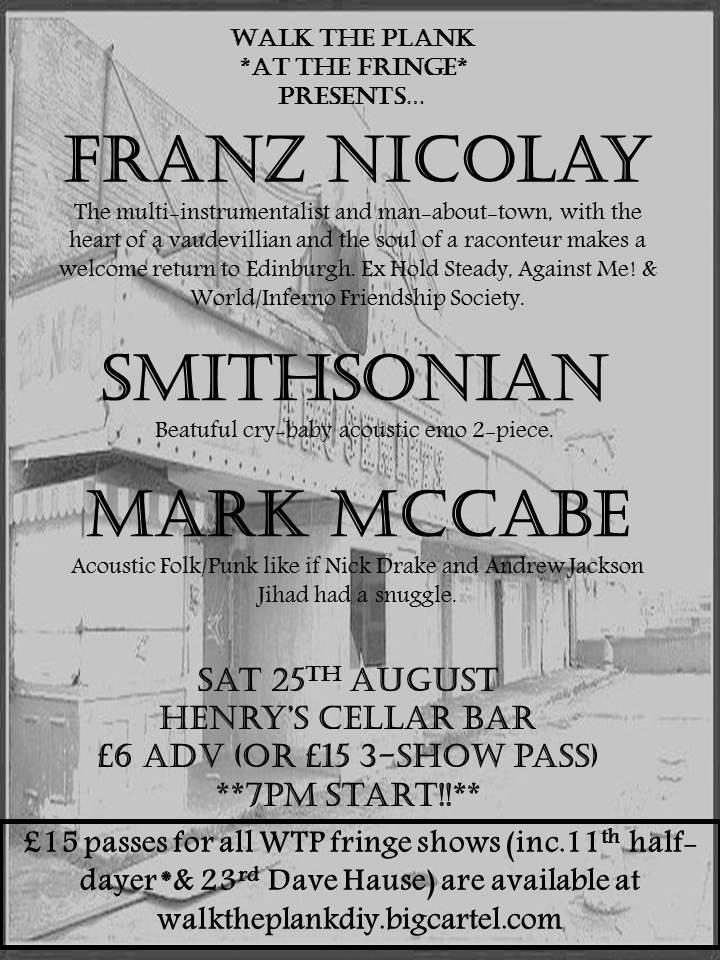 WALK THE PLANK
*AT THE FRINGE*
PRESENTS...
FRANZ NICOLAY
The multi-instrumentalist and man-about-town, with the
heart of a vaudevillian and the soul of a raconteur makes a
welcome return to Edinburgh. Ex Hold Steady, Against Me! &
World/Inferno Friendship Society.
SMITHSONIAN
Beatuful cry-baby acoustic emo 2-piece.
MARK MCCABE
Acoustic Folk/Punk like if Nick Drake and Andrew Jackson
Jihad had a snuggle.
SAT 25TH AUGUST
HENRY'S CELLAR BAR
£6 ADV (OR £15 3-SHOW PASS)
**7PM START!!**
£15 passes for all WTP fringe shows (inc.11th half-
dayer*& 23rd Dave Hause) are available at
walktheplankdiy.bigcartel.com